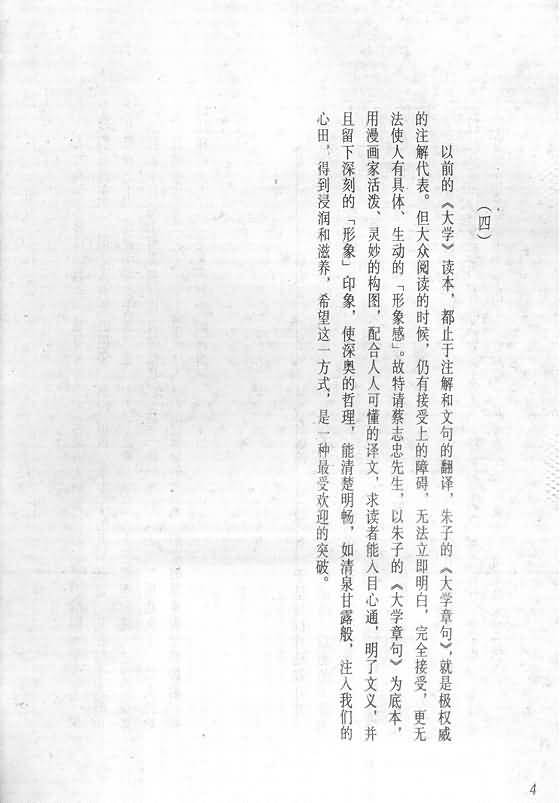 （四）
以前的《大学》读本，都止于注解和文句的翻译，朱子的《大学章句》，就是极权威
的注解代表。但大众阅读的时候，仍有接受上的障碍，无法立即明白，完全接受，更无
法使人有具体、生动的「形象感」。故特请蔡志忠先生，以朱子的《大学章句》为底本，
用漫画家活泼、灵妙的构图，配合人人可懂的译文，求读者能入目心通，明了文义，并
且留下深刻的「形象」印象，使深奥的哲理，能清楚明畅，如清泉甘露般，注入我们的
心田，得到浸润和滋养，希望这一方式，是一种最受欢迎的突破。
4